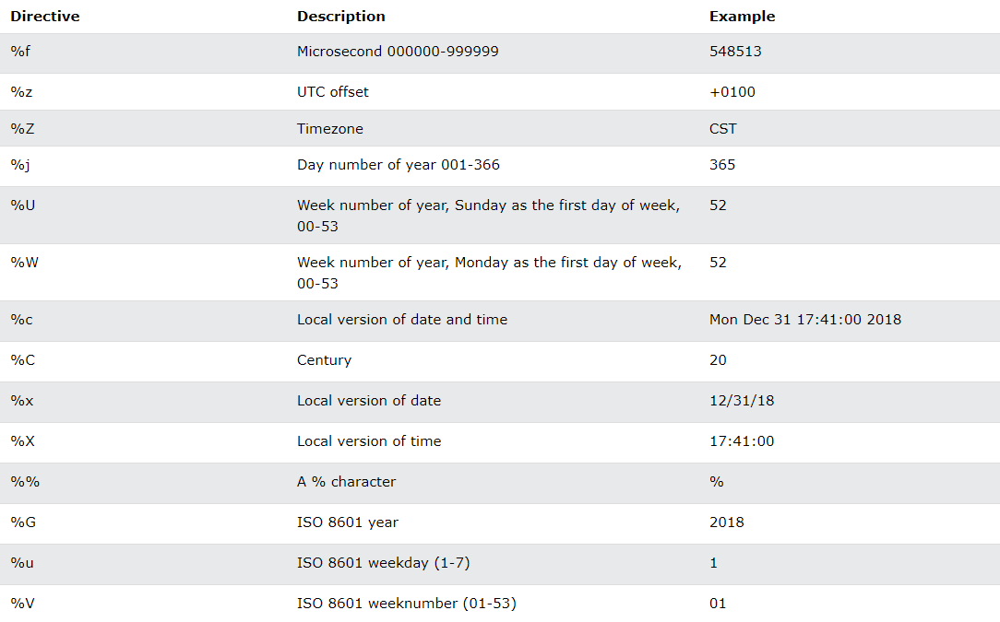 Directive Description Example
%f Microsecond 000000-999999 548513
%z UTC offset +0100
%Z Timezone CST
%j Day number of year 001-366 365
%U Week number of year, Sunday as the first day of week, 52
00-53
%W Week number of year, Monday as the first day of week, 52
00-53
%c Local version of date and time Mon Dec 31 17:41:00 2018
%C Century 20
%x Local version of date 12/31/18
%X Local version of time 17:41:00
%% A % character %
%G ISO 8601 year 2018
%u ISO 8601 weekday (1-7) 1
%V ISO 8601 weeknumber (01-53) 01